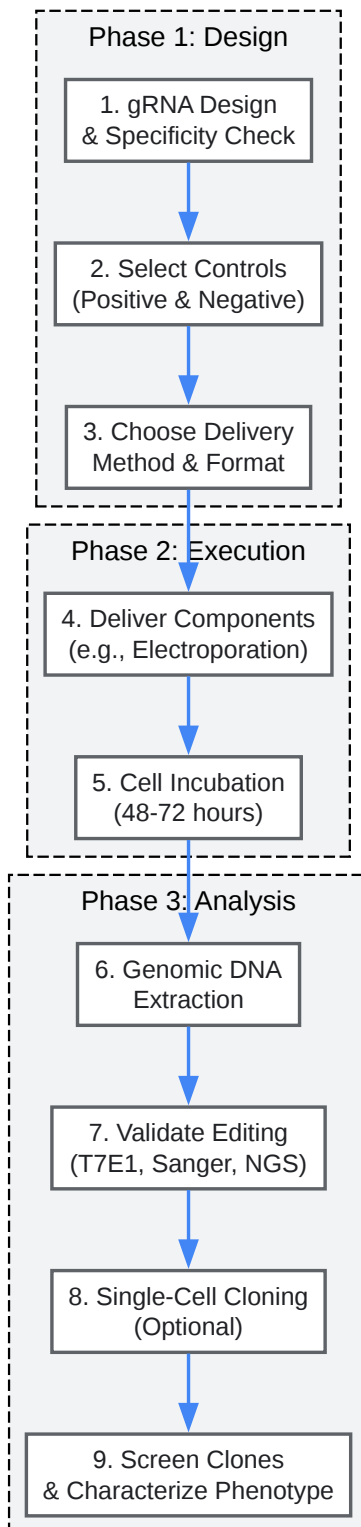 Phase 1: Design
1. gRNA Design
& Specificity Check
2. Select Controls
(Positive & Negative)
3. Choose Delivery
Method & Format
Phase 2: Execution
4. Deliver Components
(e.g., Electroporation)
5. Cell Incubation
(48-72 hours)
Phase 3: Analysis
6. Genomic DNA
Extraction
7. Validate Editing
(T7E1, Sanger, NGS)
8. Single-Cell Cloning
(Optional)
9. Screen Clones
& Characterize Phenotype